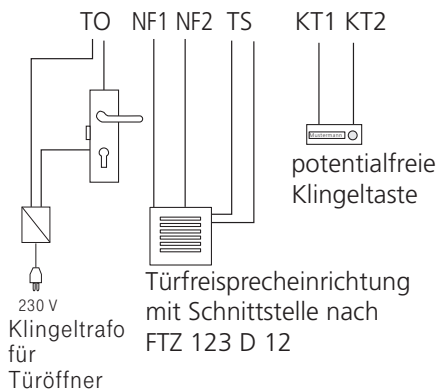 TO NF1 NF2 TS KT1 KT2
Mustermann
potentialfreie
Klingeltaste
230 V
Klingeltrafo
für
Türöffner
Türfreisprecheinrichtung
mit Schnittstelle nach
FTZ 123 D 12